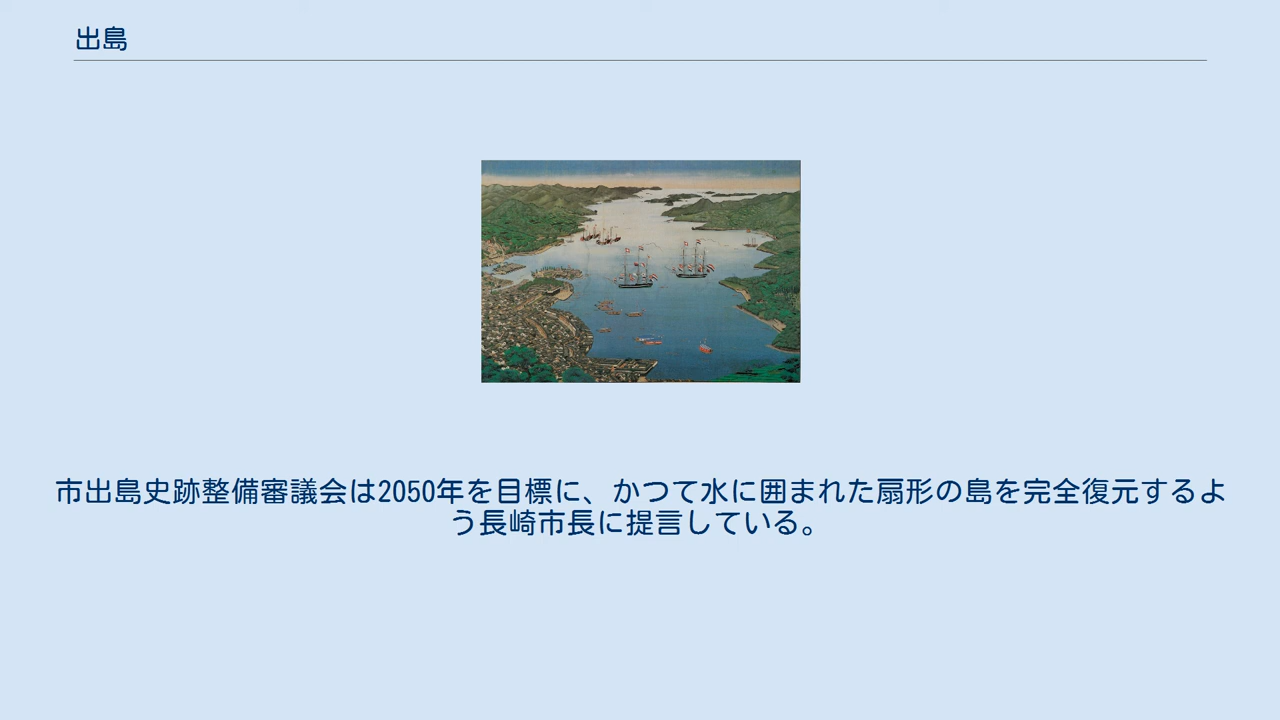 出島
市出島史跡整備審議会は2050年を目標に、かつて水に囲まれた扇形の島を完全復元するよ
う長崎市長に提言している。